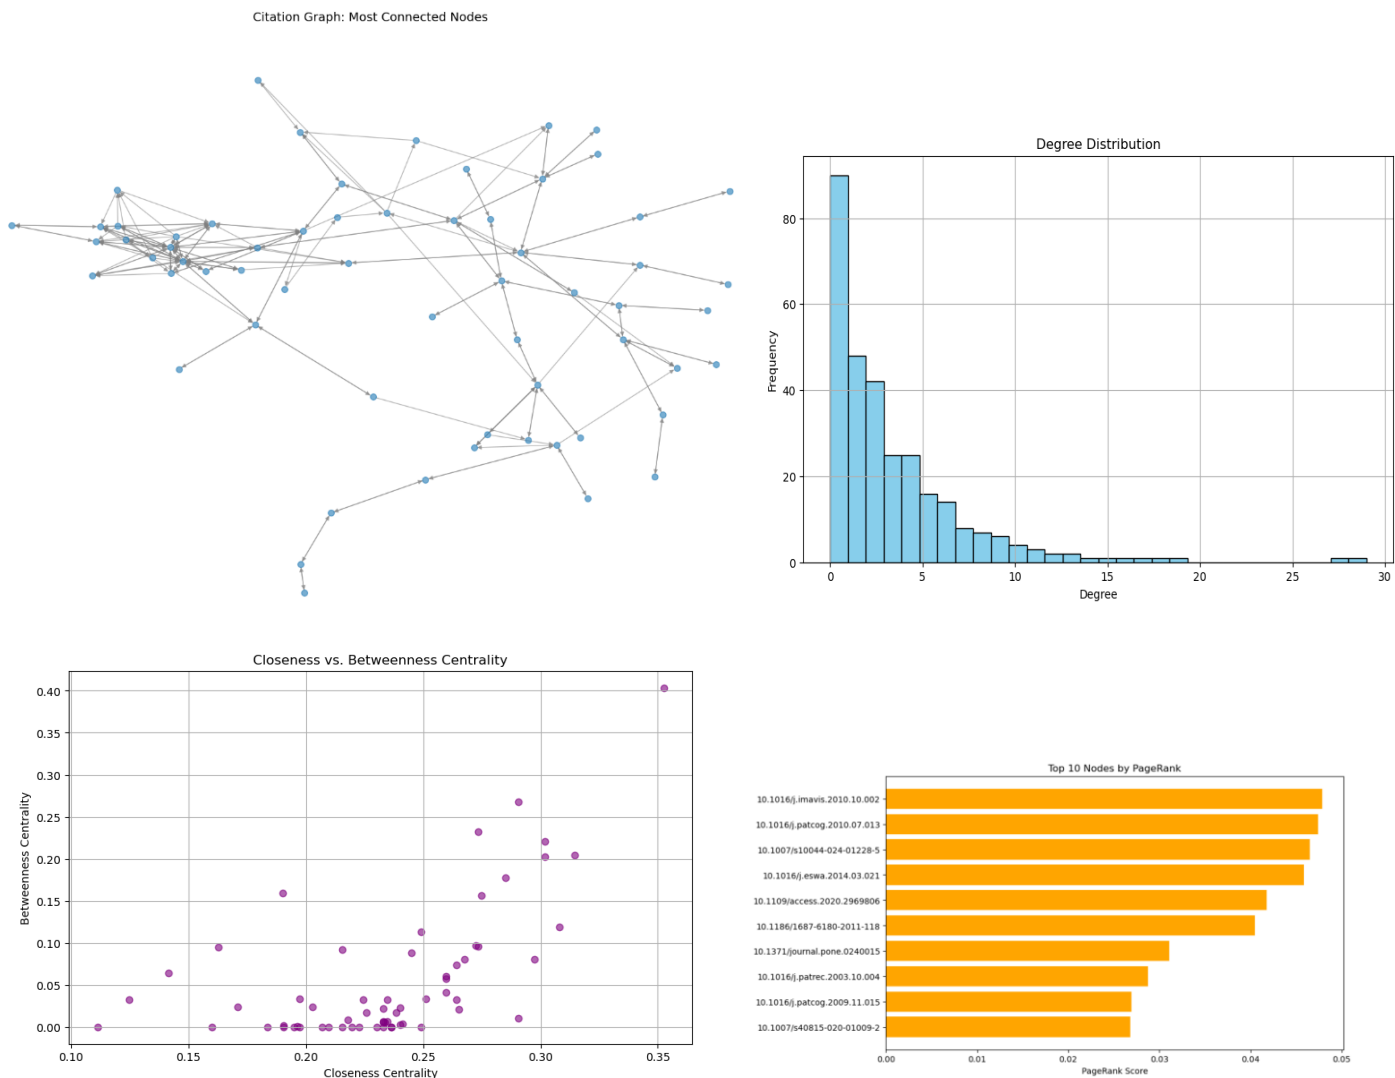 Citation Graph: Most Connected Nodes
Degree Distribution
Frequency
80
60
40
20
0
0 5 10 15 20 25 30
Degree
Closeness vs. Betweenness Centrality
Betweenness Centrality
0.40
0.35
0.30
0.25
0.20
0.15
0.10
0.05
0.00
0.10 0.15 0.20 0.25 0.30 0.35
Closeness Centrality
Top 10 Nodes by PageRank
10.1016/j.imavis.2010.10.002
10.1016/j.patcog.2010.07.013
10.1007/s10044-024-01228-5
10.1016/j.eswa.2014.03.021
10.1109/access.2020.2969806
10.1186/1687-6180-2011-118
10.1371/journal.pone.0240015
10.1016/j.patrec.2003.10.004
10.1016/j.patcog.2009.11.015
10.1007/s40815-020-01009-2
0.00 0.01 0.02 0.03 0.04 0.05
PageRank Score